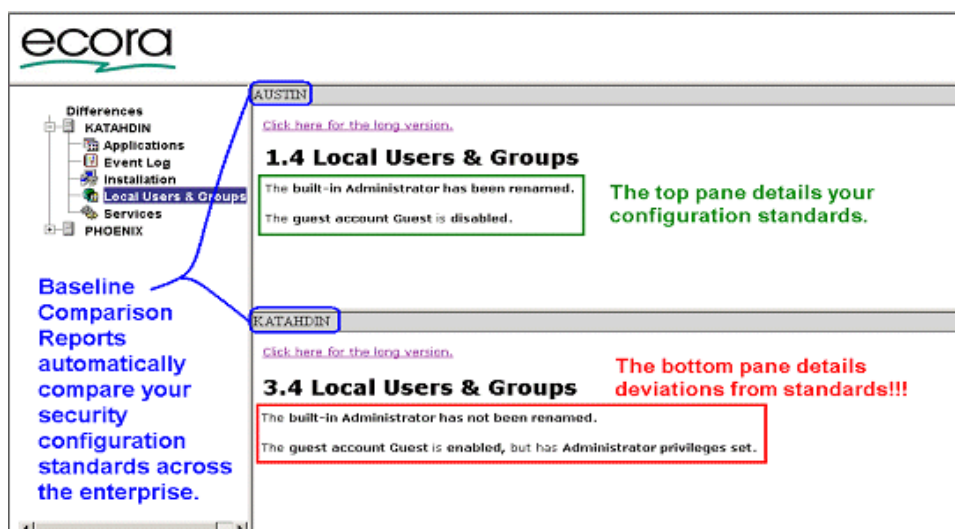 ecora
Differences
KATAHDIN
Applications
Event Log
Installation
Local Users & Groups
Services
PHOENIX
Baseline
Comparison
Reports
automatically
compare your
security
configuration
standards across
the enterprise.
AUSTIN
Click here for the long version.
1.4 Local Users & Groups
The built-in Administrator has been renamed.
The guest account Guest is disabled.
The top pane details your
configuration standards.
KATAHDIN
Click here for the long version.
3.4 Local Users & Groups
The built-in Administrator has not been renamed.
The guest account Guest is enabled, but has Administrator privileges set.
The bottom pane details
deviations from standards!!!